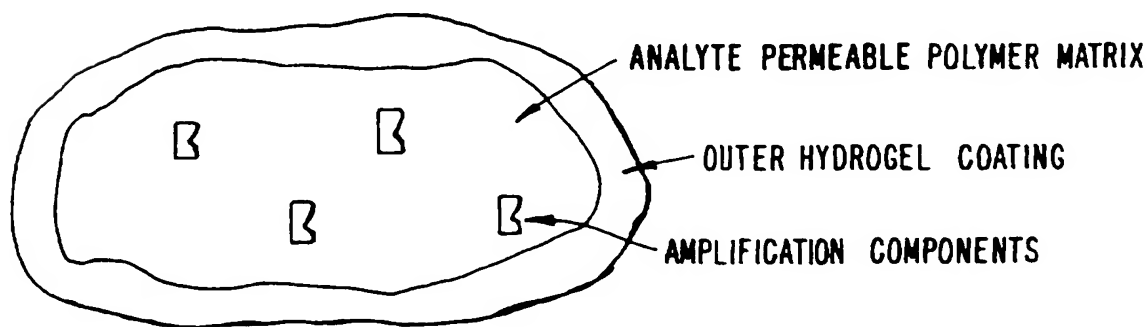 ANALYTE PERMEABLE POLYMER MATRIX
OUTER HYDROGEL COATING
AMPLIFICATION COMPONENTS